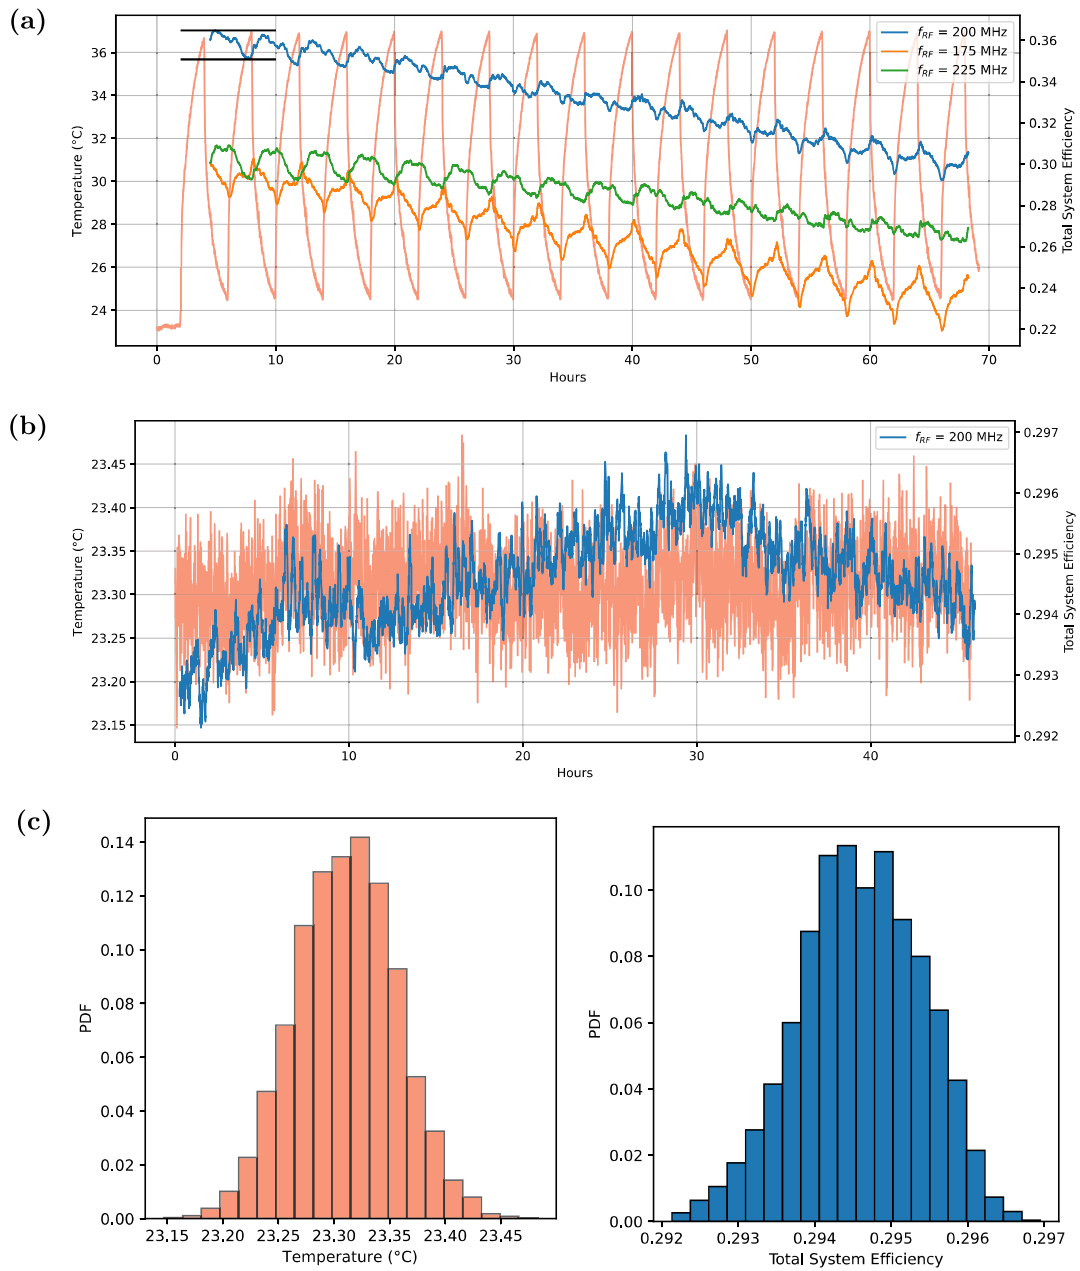 (a)
Temperature (°C)
36
34
32
30
28
26
24
0 10 20 30 40 50 60 70
Hours
0.36
0.34
0.32
0.30
0.28
0.26
0.24
0.22
Total System Efficiency
f_RF = 200 MHz
f_RF = 175 MHz
f_RF = 225 MHz
(b)
Temperature (°C)
23.45
23.40
23.35
23.30
23.25
23.20
23.15
0 10 20 30 40
Hours
0.297
0.296
0.295
0.294
0.293
0.292
Total System Efficiency
f_RF = 200 MHz
(c)
PDF
0.14
0.12
0.10
0.08
0.06
0.04
0.02
0.00
23.15 23.20 23.25 23.30 23.35 23.40 23.45
Temperature (°C)
PDF
0.10
0.08
0.06
0.04
0.02
0.00
0.292 0.293 0.294 0.295 0.296 0.297
Total System Efficiency